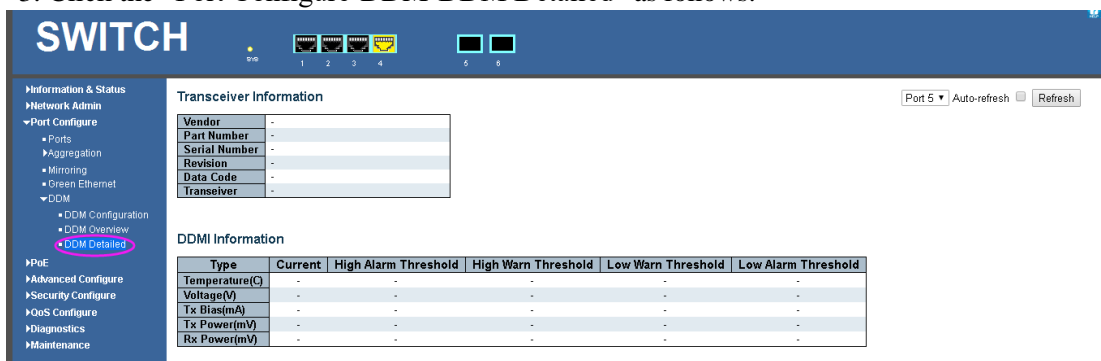 SWITCH
SYS 1 2 3 4 5 6
Information & Status
Network Admin
Port Configure
Ports
Aggregation
Mirroring
Green Ethernet
DDM
DDM Configuration
DDM Overview
DDM Detailed
PoE
Advanced Configure
Security Configure
QoS Configure
Diagnostics
Maintenance
Transceiver Information
Port 5 Auto-refresh Refresh
Vendor -
Part Number -
Serial Number -
Revision -
Data Code -
Transeiver -
DDMI Information
Type Current High Alarm Threshold High Warn Threshold Low Warn Threshold Low Alarm Threshold
Temperature(C) - - - - -
Voltage(V) - - - - -
Tx Bias(mA) - - - - -
Tx Power(mW) - - - - -
Rx Power(mW) - - - - -